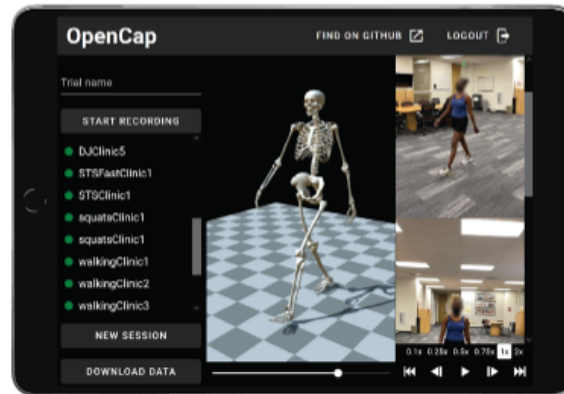 OpenCap
FIND ON GITHUB
LOGOUT
Trial name
START RECORDING
DJClinic5
STSFastClinic1
STSClinic1
squatsClinic1
squatsClinic1
walkingClinic1
walkingClinic2
walkingClinic3
NEW SESSION
DOWNLOAD DATA
0.1x 0.25x 0.5x 0.75x 1x 2x